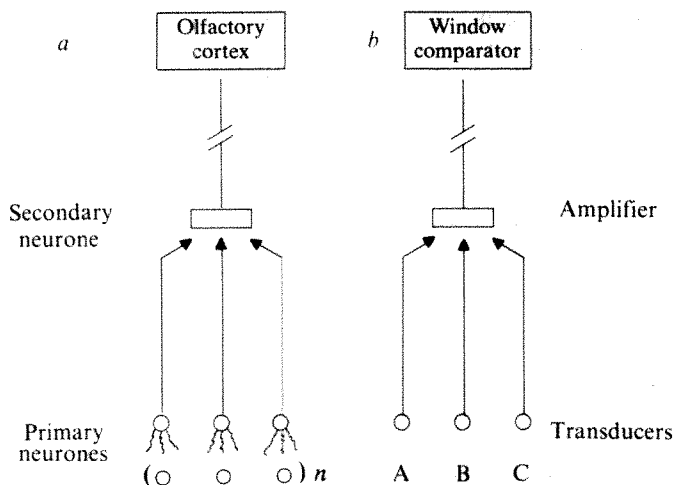 a
Olfactory
cortex
b
Window
comparator
Secondary
neurone
Amplifier
Primary
neurones
Transducers
( ) n
A B C